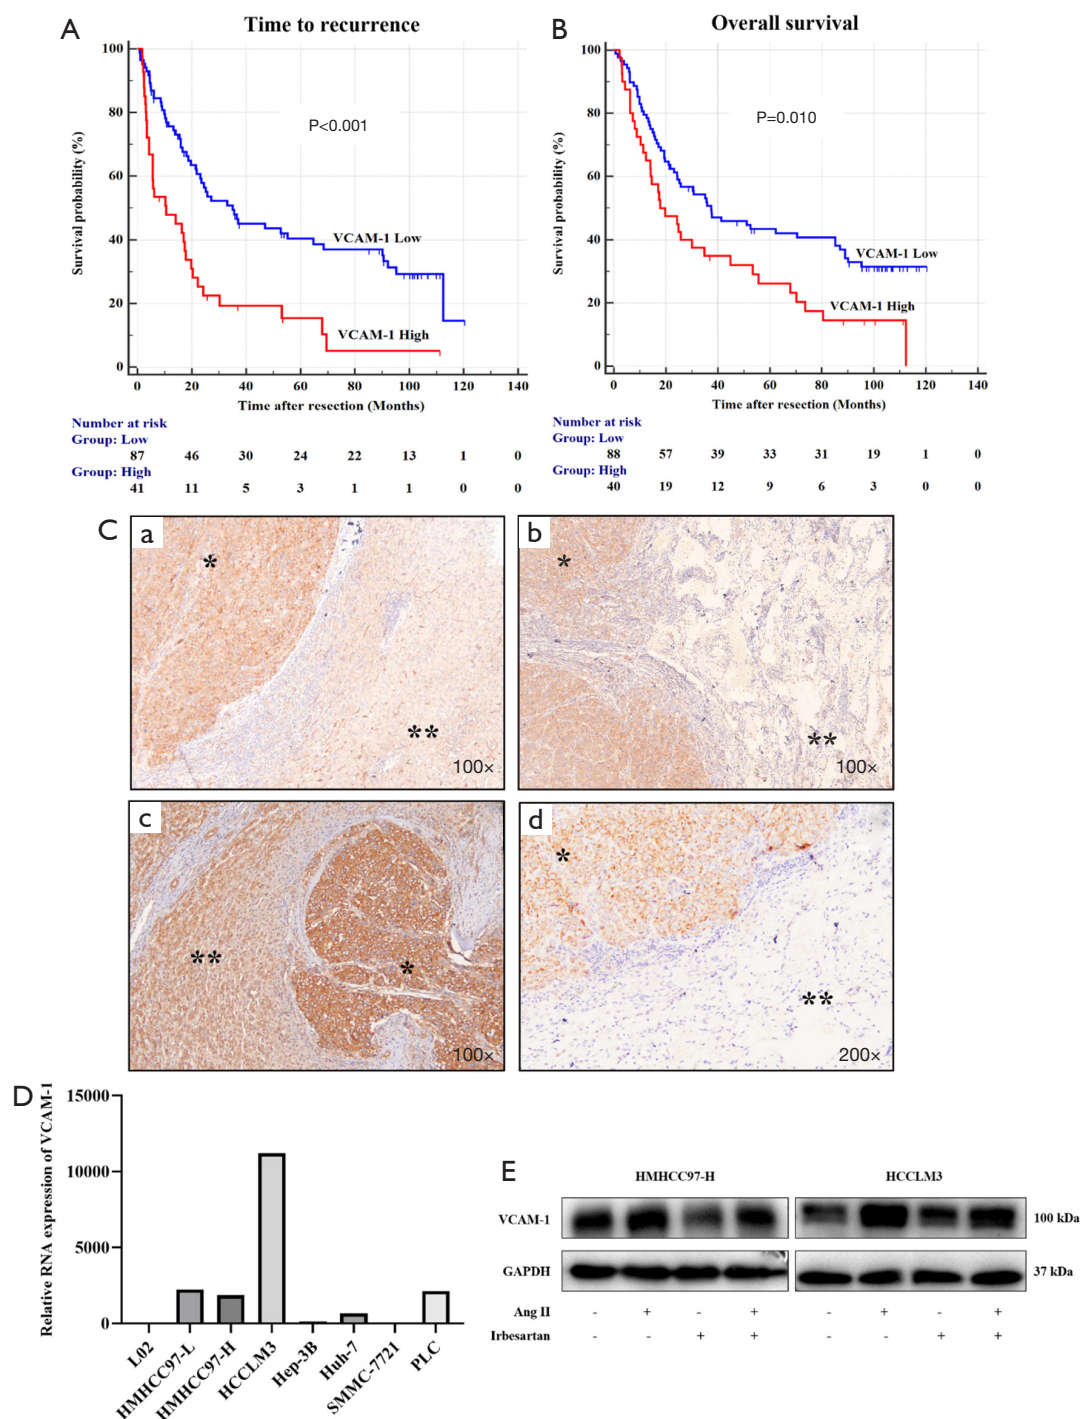 A
Time to recurrence
Survival probability (%)
100
80
60
40
20
0
P<0.001
VCAM-1 Low
VCAM-1 High
0 20 40 60 80 100 120 140
Time after resection (Months)
Number at risk
Group: Low
87 46 30 24 22 13 1 0
Group: High
41 11 5 3 1 1 0 0
B
Overall survival
Survival probability (%)
100
80
60
40
20
0
P=0.010
VCAM-1 Low
VCAM-1 High
0 20 40 60 80 100 120 140
Time after resection (Months)
Number at risk
Group: Low
88 57 39 33 31 19 1 0
Group: High
40 19 12 9 6 3 0 0
C
a
*
**
100×
b
*
**
100×
c
**
*
100×
d
*
**
200×
D
Relative RNA expression of VCAM-1
15000
10000
5000
0
L02
HMHCC97-L
HMHCC97-H
HCCLM3
Hep-3B
Huh-7
SMMC-7721
PLC
E
HMHCC97-H HCCLM3
VCAM-1 100 kDa
GAPDH 37 kDa
Ang II - + - + - + - +
Irbesartan - - + + - - + +